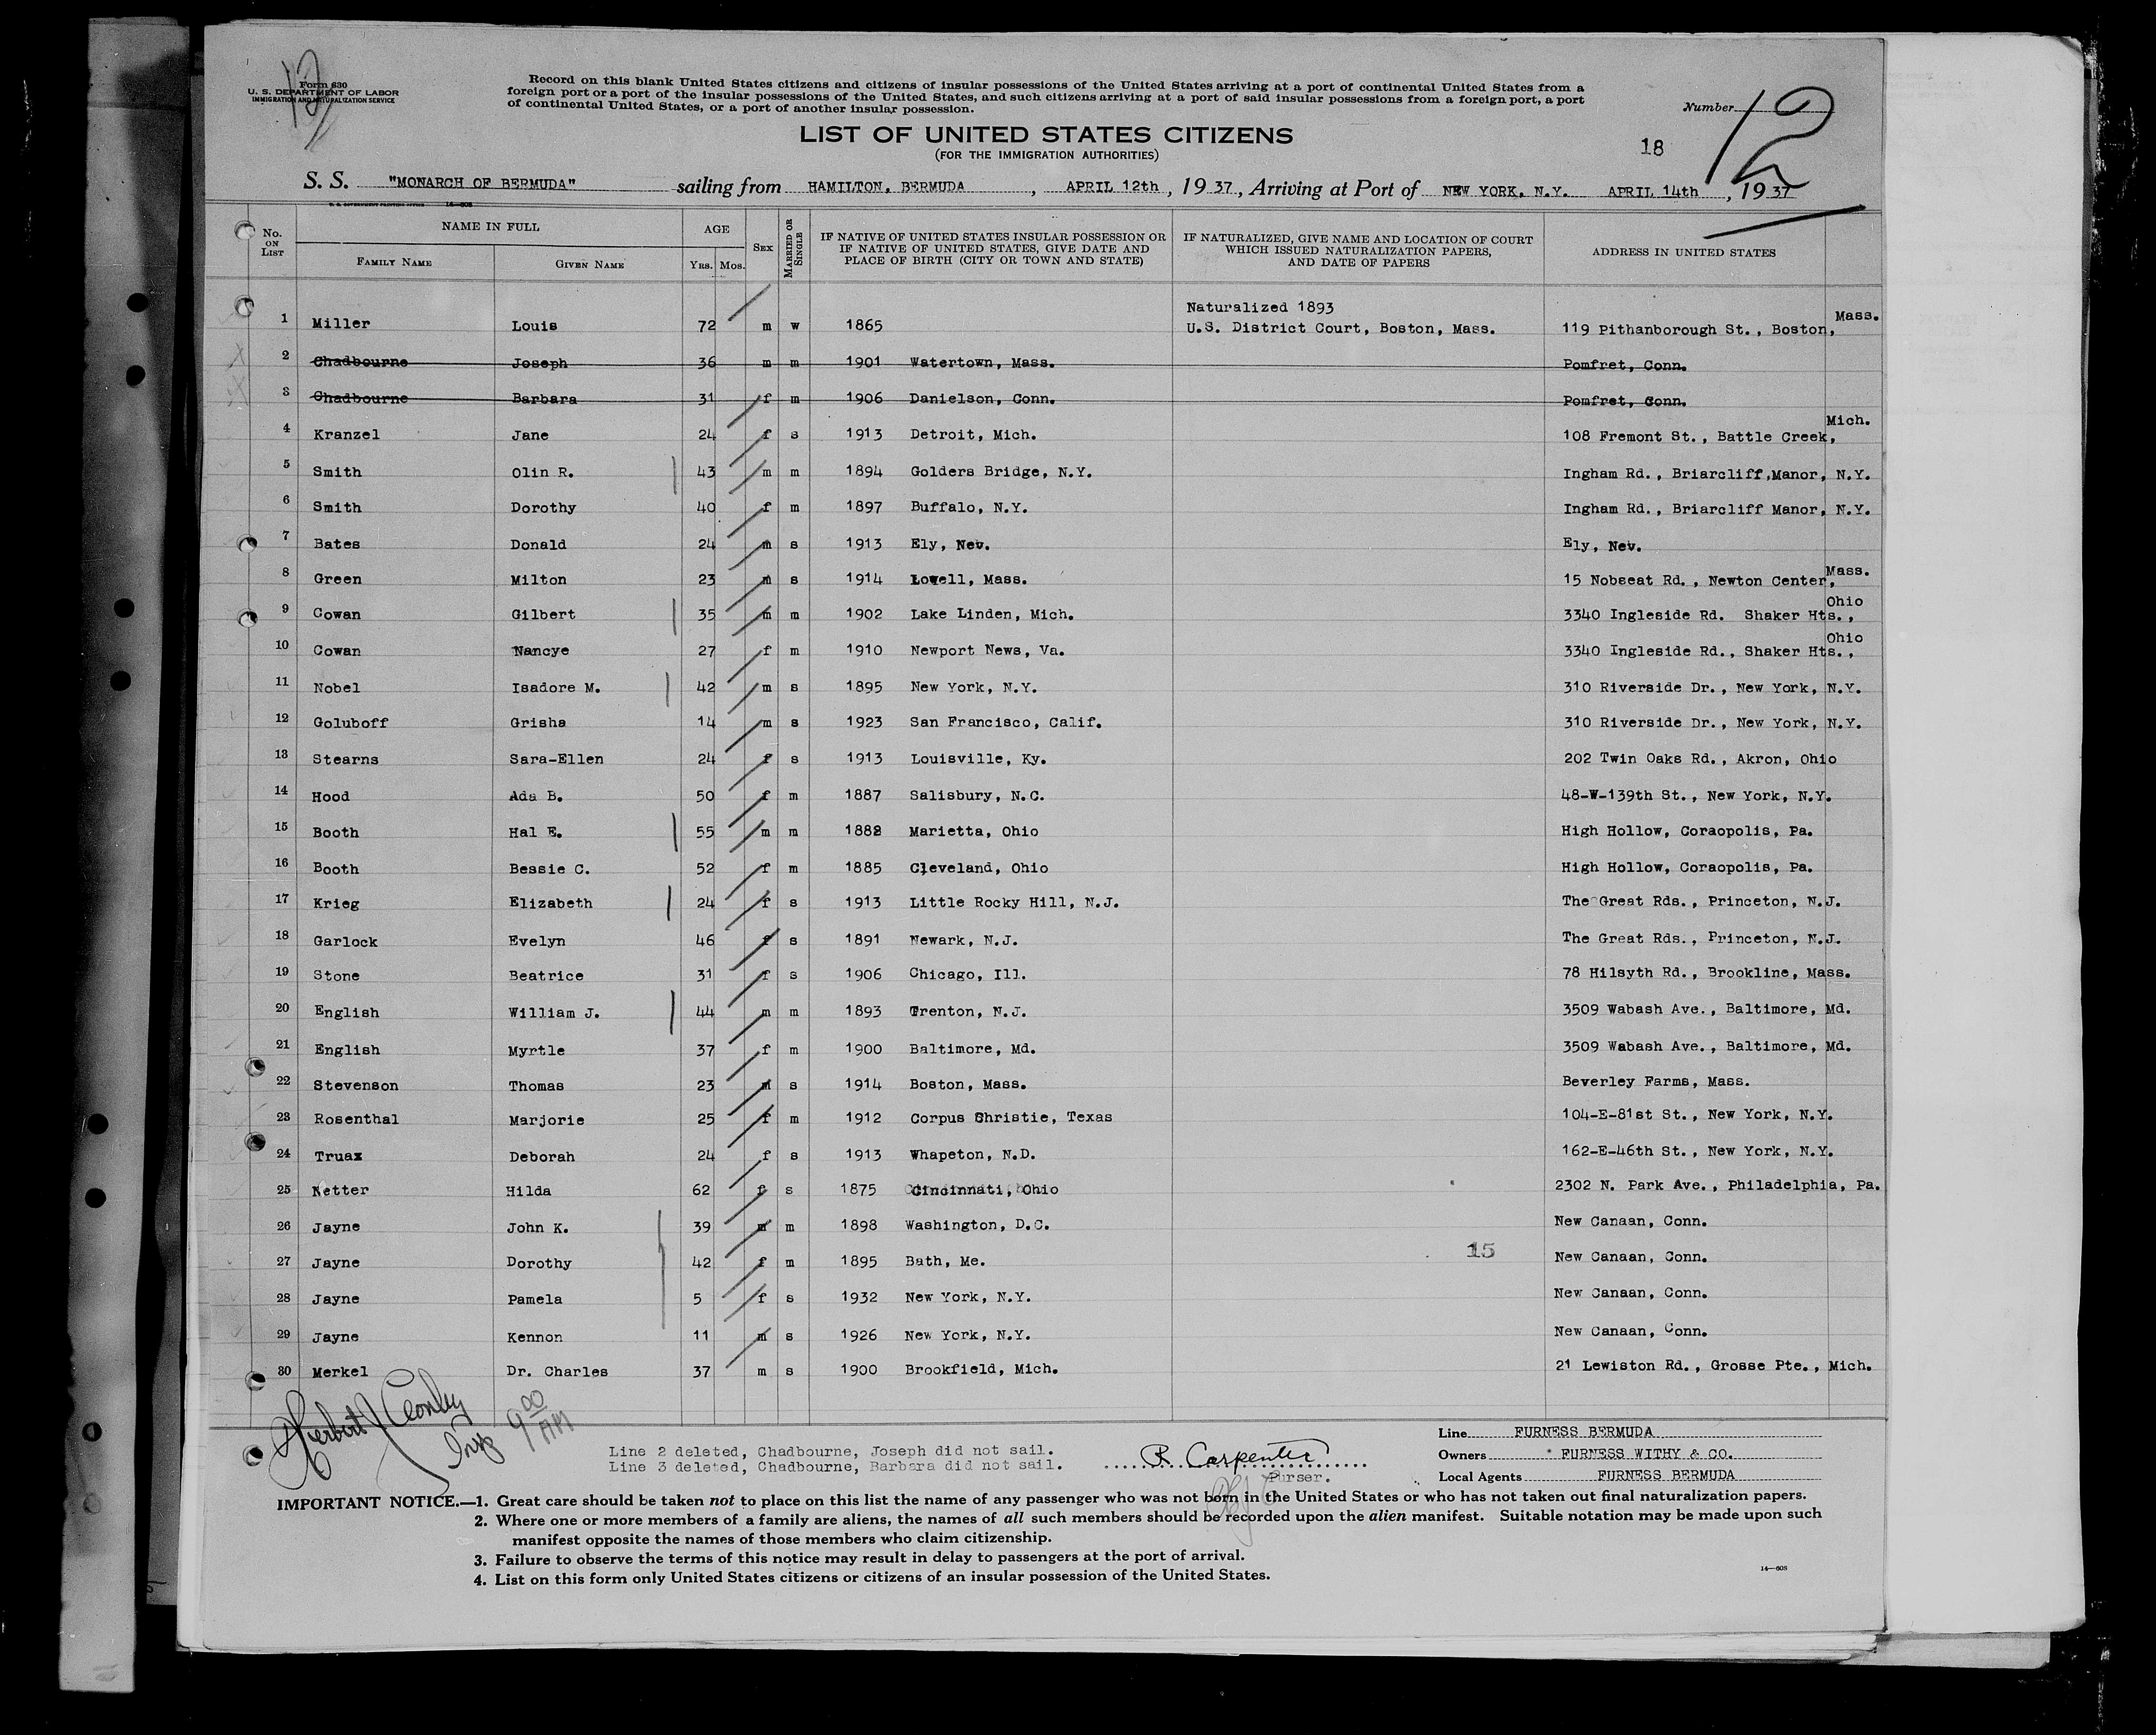 Form 630
U. S. DEPARTMENT OF LABOR
IMMIGRATION AND NATURALIZATION SERVICE
12
Record on this blank United States citizens and citizens of insular possessions of the United States arriving at a port of continental United States from a
foreign port or a port of the insular possessions of the United States, and such citizens arriving at a port of said insular possessions from a foreign port, a port
of continental United States, or a port of another insular possession.
Number 12
LIST OF UNITED STATES CITIZENS
(FOR THE IMMIGRATION AUTHORITIES)
18
S. S. "MONARCH OF BERMUDA" sailing from HAMILTON, BERMUDA, APRIL 12th, 1937, Arriving at Port of NEW YORK, N.Y. APRIL 14th, 1937
No. ON LIST NAME IN FULL FAMILY NAME GIVEN NAME AGE YRS. MOS. SEX MARRIED OR SINGLE IF NATIVE OF UNITED STATES INSULAR POSSESSION OR IF NATIVE OF UNITED STATES, GIVE DATE AND PLACE OF BIRTH (CITY OR TOWN AND STATE) IF NATURALIZED, GIVE NAME AND LOCATION OF COURT WHICH ISSUED NATURALIZATION PAPERS, AND DATE OF PAPERS ADDRESS IN UNITED STATES
1 Miller Louis 72 m w 1865 Naturalized 1893 U.S. District Court, Boston, Mass. 119 Pithanborough St., Boston, Mass.
2 Chadbourne Joseph 36 m m 1901 Watertown, Mass. Pomfret, Conn.
3 Chadbourne Barbara 31 f m 1906 Danielson, Conn. Pomfret, Conn.
4 Kranzel Jane 24 f s 1913 Detroit, Mich. 108 Fremont St., Battle Creek, Mich.
5 Smith Olin R. 43 m m 1894 Golders Bridge, N.Y. Ingham Rd., Briarcliff,Manor, N.Y.
6 Smith Dorothy 40 f m 1897 Buffalo, N.Y. Ingham Rd., Briarcliff Manor, N.Y.
7 Bates Donald 24 m s 1913 Ely, Nev. Ely, Nev.
8 Green Milton 23 m s 1914 Lowell, Mass. 15 Nobseat Rd., Newton Center, Mass.
9 Cowan Gilbert 35 m m 1902 Lake Linden, Mich. 3340 Ingleside Rd. Shaker Hts., Ohio
10 Cowan Nancye 27 f m 1910 Newport News, Va. 3340 Ingleside Rd., Shaker Hts., Ohio
11 Nobel Isadore M. 42 m s 1895 New York, N.Y. 310 Riverside Dr., New York, N.Y.
12 Goluboff Grisha 14 m s 1923 San Francisco, Calif. 310 Riverside Dr., New York, N.Y.
13 Stearns Sara-Ellen 24 f s 1913 Louisville, Ky. 202 Twin Oaks Rd., Akron, Ohio
14 Hood Ada B. 50 f m 1887 Salisbury, N.C. 48-W-139th St., New York, N.Y.
15 Booth Hal E. 55 m m 1882 Marietta, Ohio High Hollow, Coraopolis, Pa.
16 Booth Bessie C. 52 f m 1885 Cleveland, Ohio High Hollow, Coraopolis, Pa.
17 Krieg Elizabeth 24 f s 1913 Little Rocky Hill, N.J. The Great Rds., Princeton, N.J.
18 Garlock Evelyn 46 f s 1891 Newark, N.J. The Great Rds., Princeton, N.J.
19 Stone Beatrice 31 f s 1906 Chicago, Ill. 78 Hilsyth Rd., Brookline, Mass.
20 English William J. 44 m m 1893 Trenton, N.J. 3509 Wabash Ave., Baltimore, Md.
21 English Myrtle 37 f m 1900 Baltimore, Md. 3509 Wabash Ave., Baltimore, Md.
22 Stevenson Thomas 23 m s 1914 Boston, Mass. Beverley Farms, Mass.
23 Rosenthal Marjorie 25 f m 1912 Corpus Christie, Texas 104-E-81st St., New York, N.Y.
24 Truax Deborah 24 f s 1913 Whapeton, N.D. 162-E-46th St., New York, N.Y.
25 Netter Hilda 62 f s 1875 Cincinnati, Ohio 2302 N. Park Ave., Philadelphia, Pa.
26 Jayne John K. 39 m m 1898 Washington, D.C. New Canaan, Conn.
27 Jayne Dorothy 42 f m 1895 Bath, Me. 15 New Canaan, Conn.
28 Jayne Pamela 5 f s 1932 New York, N.Y. New Canaan, Conn.
29 Jayne Kennon 11 m s 1926 New York, N.Y. New Canaan, Conn.
30 Merkel Dr. Charles 37 m s 1900 Brookfield, Mich. 21 Lewiston Rd., Grosse Pte., Mich.
Herbert J Conley Insp 9 00 AM
Line 2 deleted, Chadbourne, Joseph did not sail.
Line 3 deleted, Chadbourne, Barbara did not sail.
R Carpenter
Purser.
Line FURNESS BERMUDA
Owners FURNESS WITHY & CO.
Local Agents FURNESS BERMUDA
IMPORTANT NOTICE.—1. Great care should be taken not to place on this list the name of any passenger who was not born in the United States or who has not taken out final naturalization papers.
2. Where one or more members of a family are aliens, the names of all such members should be recorded upon the alien manifest. Suitable notation may be made upon such
manifest opposite the names of those members who claim citizenship.
3. Failure to observe the terms of this notice may result in delay to passengers at the port of arrival.
4. List on this form only United States citizens or citizens of an insular possession of the United States.
14—608